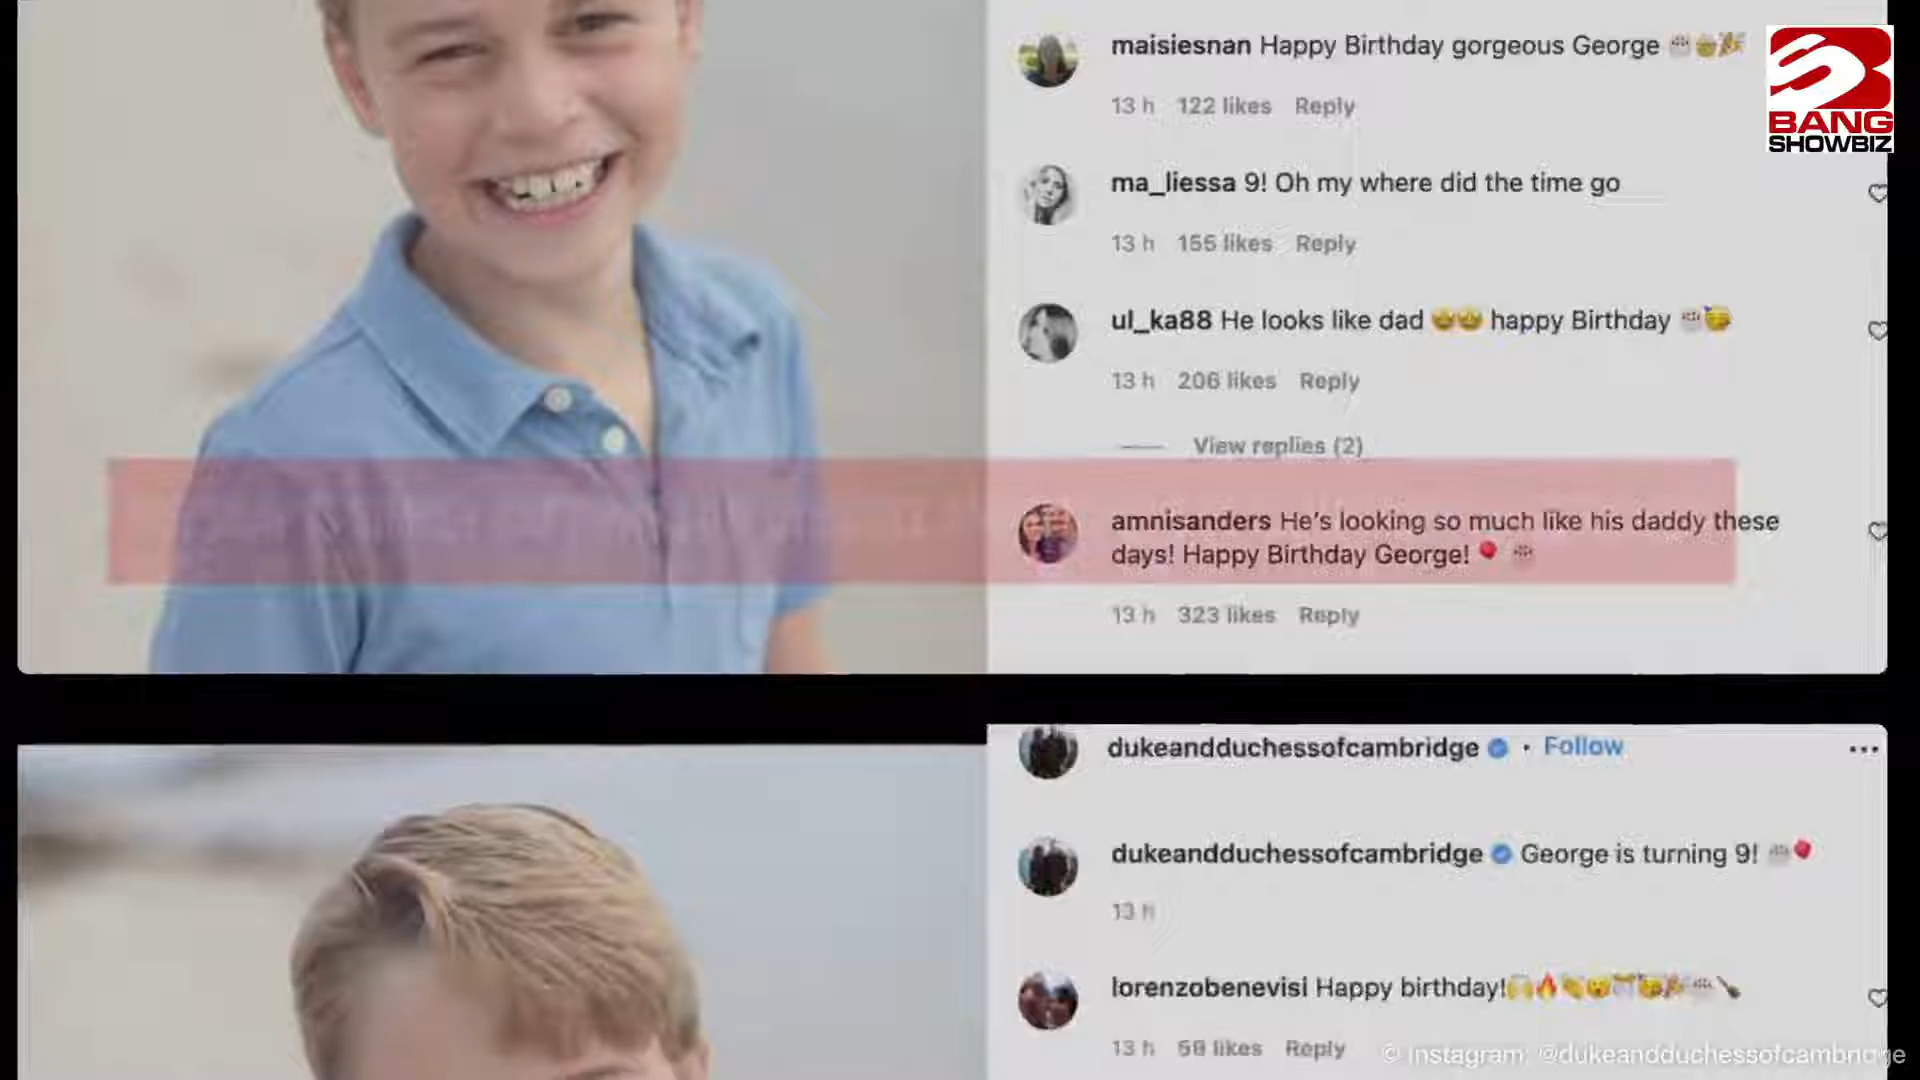 maisiesnan Happy Birthday gorgeous George
13 h 122 likes Reply
BANG
SHOWBIZ
ma_liessa 9! Oh my where did the time go
13 h 155 likes Reply
ul_ka88 He looks like dad 🤩🤩 happy Birthday
13 h 206 likes Reply
View replies (2)
amnisanders He's looking so much like his daddy these
days! Happy Birthday George! 🎈
13 h 323 likes Reply
dukeandduchessofcambridge • Follow
dukeandduchessofcambridge George is turning 9! 🎈
13 h
lorenzobenevisi Happy birthday!
13 h 58 likes Reply
© Instagram: @dukeandduchessofcambridge